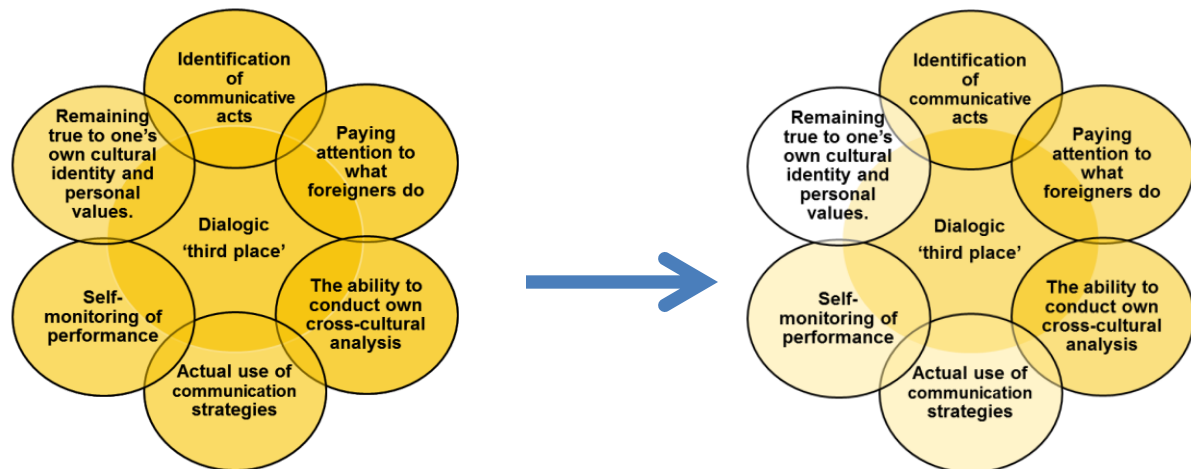 Identification
of
communicative
acts
Remaining
true to one's
own cultural
identity and
personal
values.
Paying
attention to
what
foreigners do
Dialogic
‘third place’
Self-
monitoring of
performance
The ability to
conduct own
cross-cultural
analysis
Actual use of
communication
strategies
Identification
of
communicative
acts
Remaining
true to one's
own cultural
identity and
personal
values.
Paying
attention to
what
foreigners do
Dialogic
‘third place’
Self-
monitoring of
performance
The ability to
conduct own
cross-cultural
analysis
Actual use of
communication
strategies